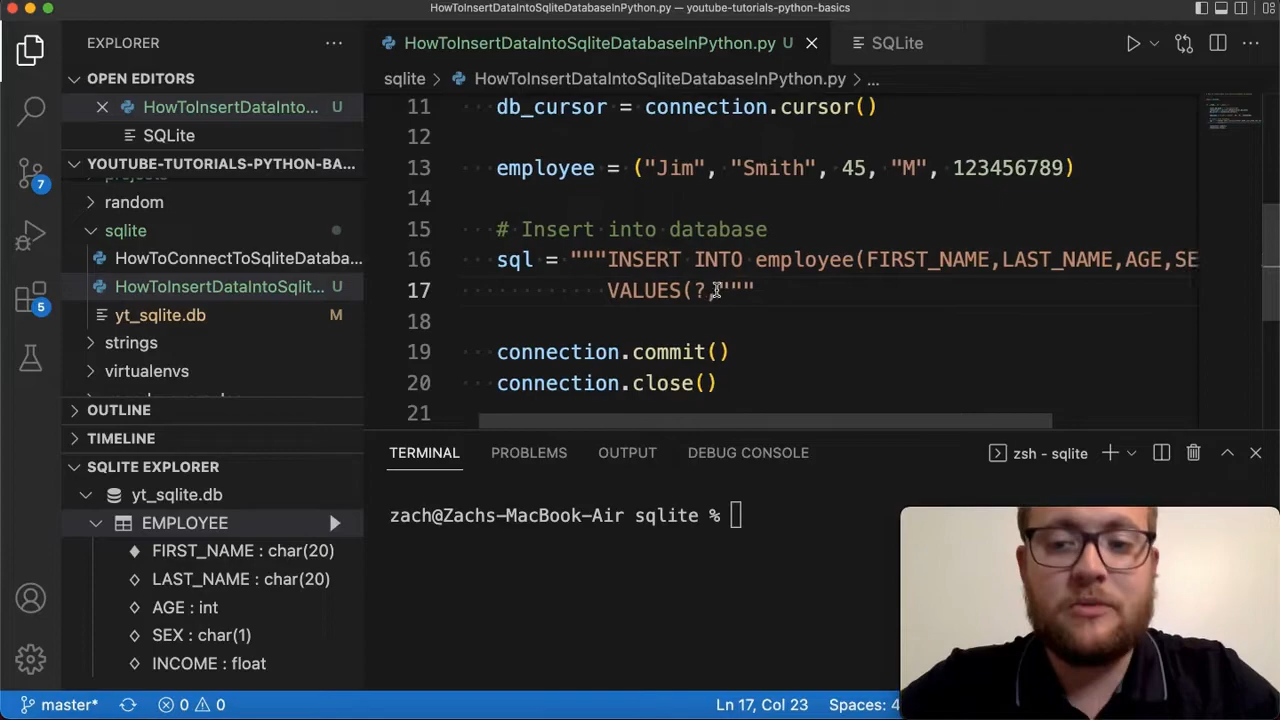 HowToInsertDataIntoSqliteDatabaseInPython.py — youtube-tutorials-python-basics
EXPLORER
HowToInsertDataIntoSqliteDatabaseInPython.py U
SQLite
OPEN EDITORS
sqlite > HowToInsertDataIntoSqliteDatabaseInPython.py > ...
HowToInsertDataInto... U
SQLite
YOUTUBE-TUTORIALS-PYTHON-BA...
projects
random
sqlite
HowToConnectToSqliteDataba...
HowToInsertDataIntoSqlit... U
yt_sqlite.db M
strings
virtualenvs
OUTLINE
TIMELINE
SQLITE EXPLORER
yt_sqlite.db
EMPLOYEE
FIRST_NAME : char(20)
LAST_NAME : char(20)
AGE : int
SEX : char(1)
INCOME : float
7
5
11 db_cursor = connection.cursor()
12
13 employee = ("Jim", "Smith", 45, "M", 123456789)
14
15 # Insert into database
16 sql = """INSERT INTO employee(FIRST_NAME,LAST_NAME,AGE,SE
17 VALUES(?,"""
18
19 connection.commit()
20 connection.close()
21
TERMINAL PROBLEMS OUTPUT DEBUG CONSOLE
zsh - sqlite
zach@Zachs-MacBook-Air sqlite %
master* 0 0 Ln 17, Col 23 Spaces: 4